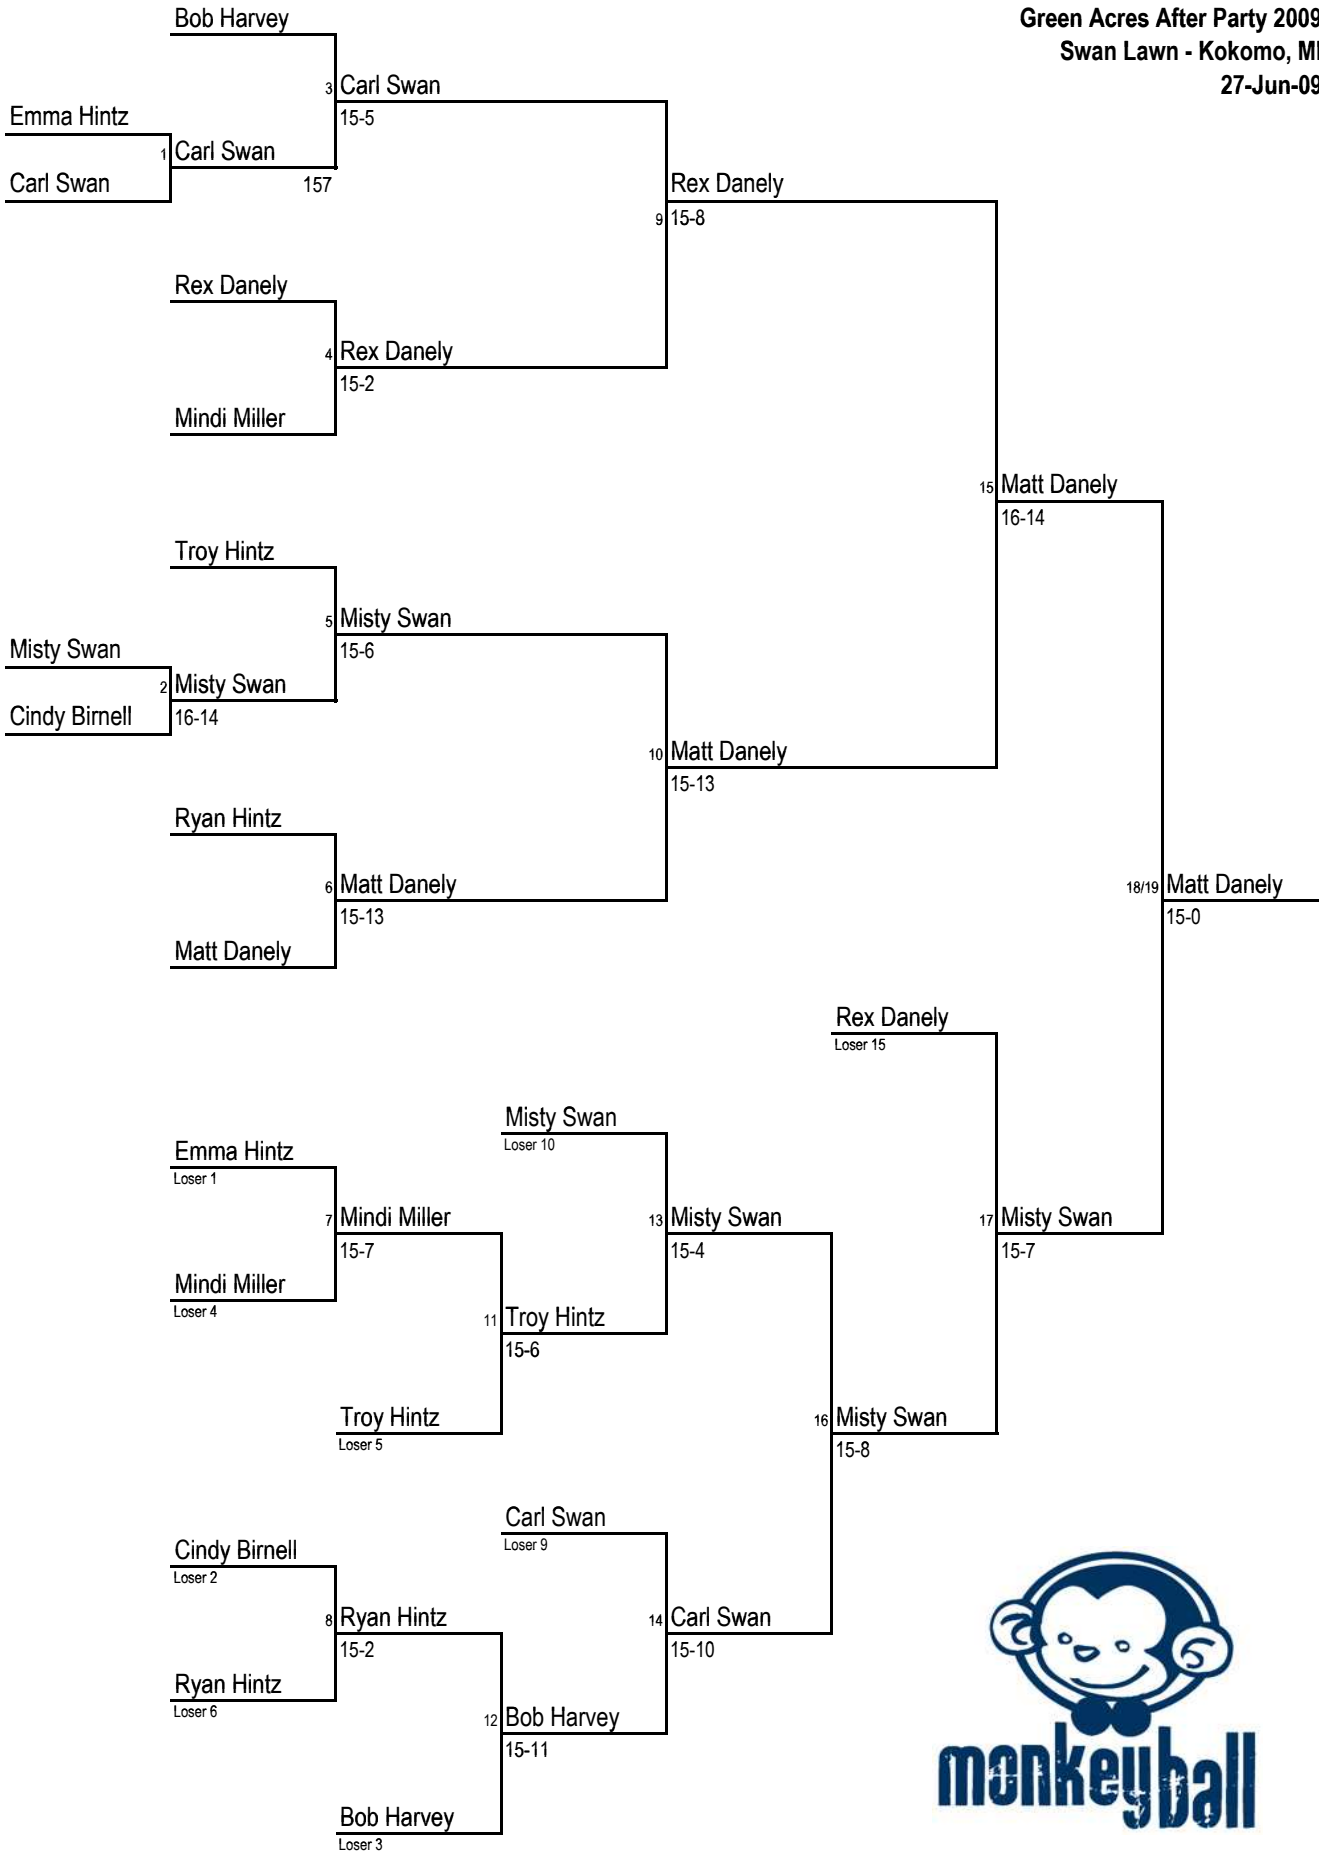 Bob Harvey
Green Acres After Party 2009
Swan Lawn - Kokomo, MI
27-Jun-09
3 Carl Swan
15-5
Emma Hintz
1 Carl Swan
Carl Swan
157
Rex Danely
9 15-8
Rex Danely
4 Rex Danely
15-2
Mindi Miller
15 Matt Danely
16-14
Troy Hintz
5 Misty Swan
15-6
Misty Swan
2 Misty Swan
Cindy Birnell
16-14
10 Matt Danely
15-13
Ryan Hintz
6 Matt Danely
15-13
Matt Danely
18/19 Matt Danely
15-0
Rex Danely
Loser 15
Misty Swan
Loser 10
Emma Hintz
Loser 1
7 Mindi Miller
15-7
13 Misty Swan
15-4
17 Misty Swan
15-7
Mindi Miller
Loser 4
11 Troy Hintz
15-6
Troy Hintz
Loser 5
16 Misty Swan
15-8
Carl Swan
Loser 9
Cindy Birnell
Loser 2
8 Ryan Hintz
15-2
14 Carl Swan
15-10
Ryan Hintz
Loser 6
12 Bob Harvey
15-11
Bob Harvey
Loser 3
monkeyball